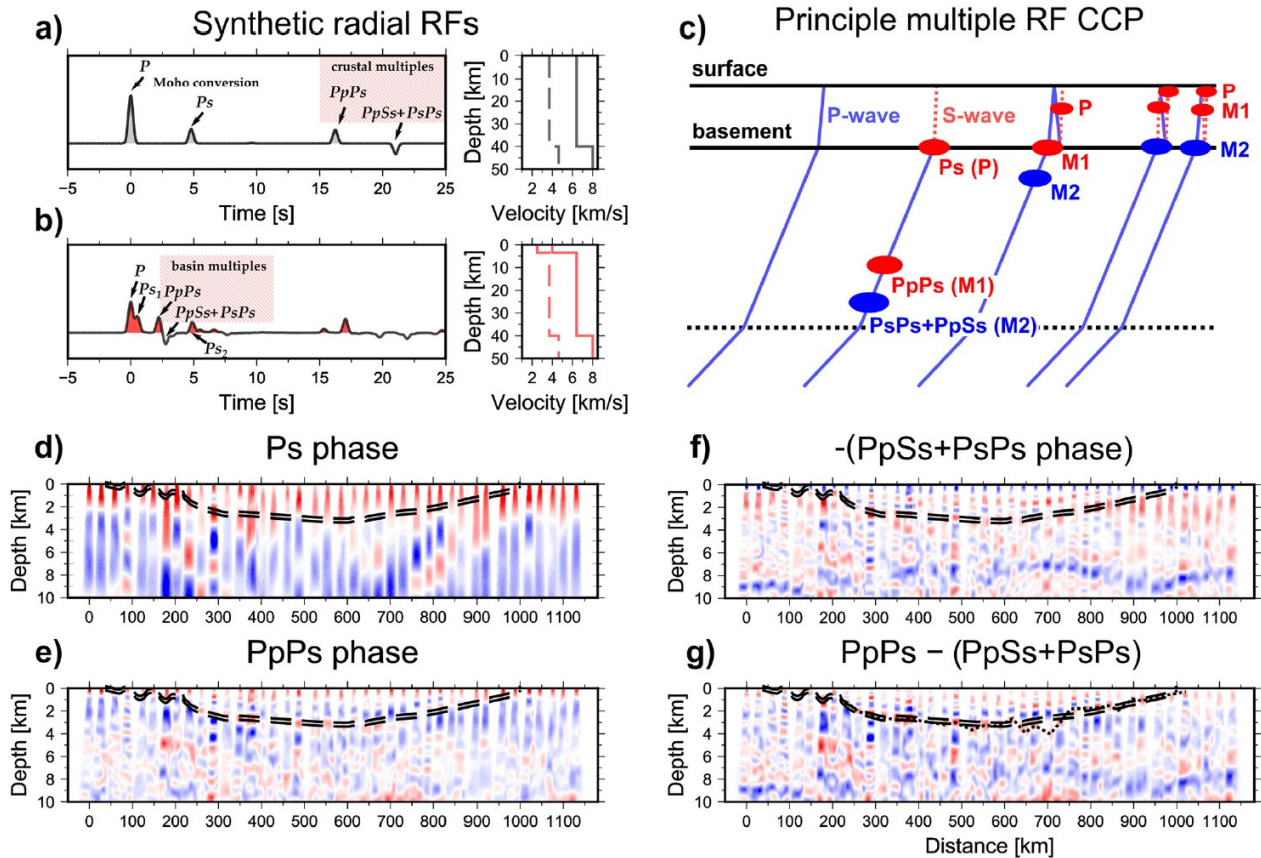 a)
Synthetic radial RFs
P
Moho conversion
Ps
crustal multiples
PpPs
PpSs+PsPs
−5 0 5 10 15 20 25
Time [s]
Depth [km]
0
10
20
30
40
50
2 4 6 8
Velocity [km/s]
b)
P
Ps1
PpPs
basin multiples
PpSs+PsPs
Ps2
−5 0 5 10 15 20 25
Time [s]
Depth [km]
0
10
20
30
40
50
2 4 6 8
Velocity [km/s]
Principle multiple RF CCP
c)
surface
P-wave
S-wave
basement
P
P
M1
Ps (P)
M1
M2
M2
PpPs (M1)
PsPs+PpSs (M2)
d)
Ps phase
Depth [km]
0
2
4
6
8
10
0 100 200 300 400 500 600 700 800 900 1000 1100
e)
PpPs phase
Depth [km]
0
2
4
6
8
10
0 100 200 300 400 500 600 700 800 900 1000 1100
f)
-(PpSs+PsPs phase)
Depth [km]
0
2
4
6
8
10
0 100 200 300 400 500 600 700 800 900 1000 1100
g)
PpPs − (PpSs+PsPs)
Depth [km]
0
2
4
6
8
10
0 100 200 300 400 500 600 700 800 900 1000 1100
Distance [km]